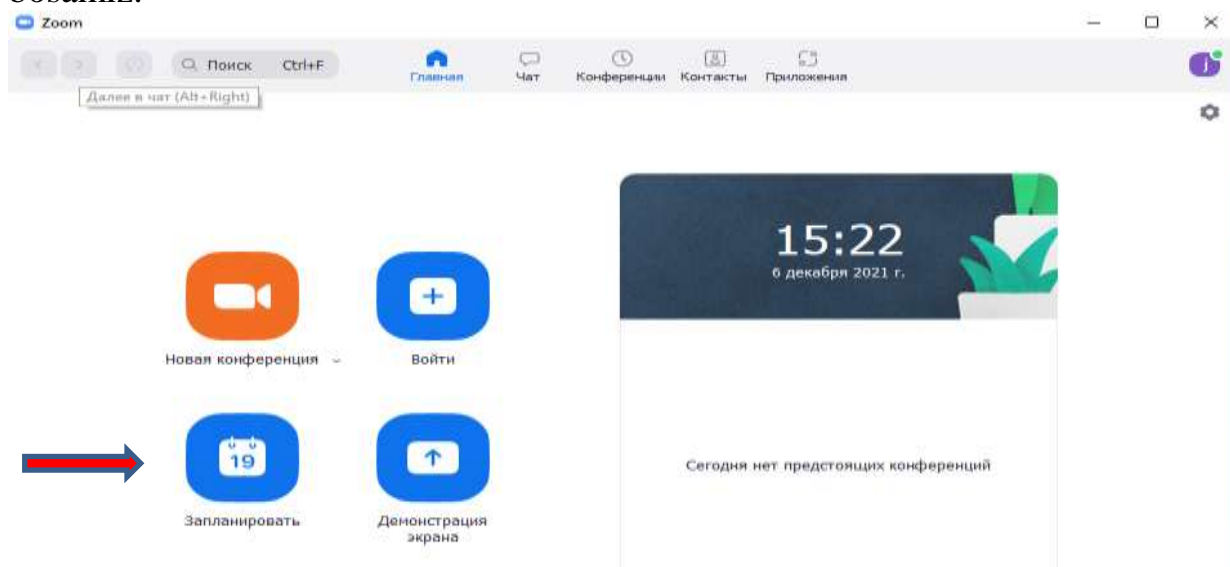 Zoom
Поиск Ctrl+F
Главная
Чат
Конференции
Контакты
Приложения
Далее в чат (Alt+Right)
J
15:22
6 декабря 2021 г.
Новая конференция
Войти
19
Запланировать
Демонстрация
экрана
Сегодня нет предстоящих конференций